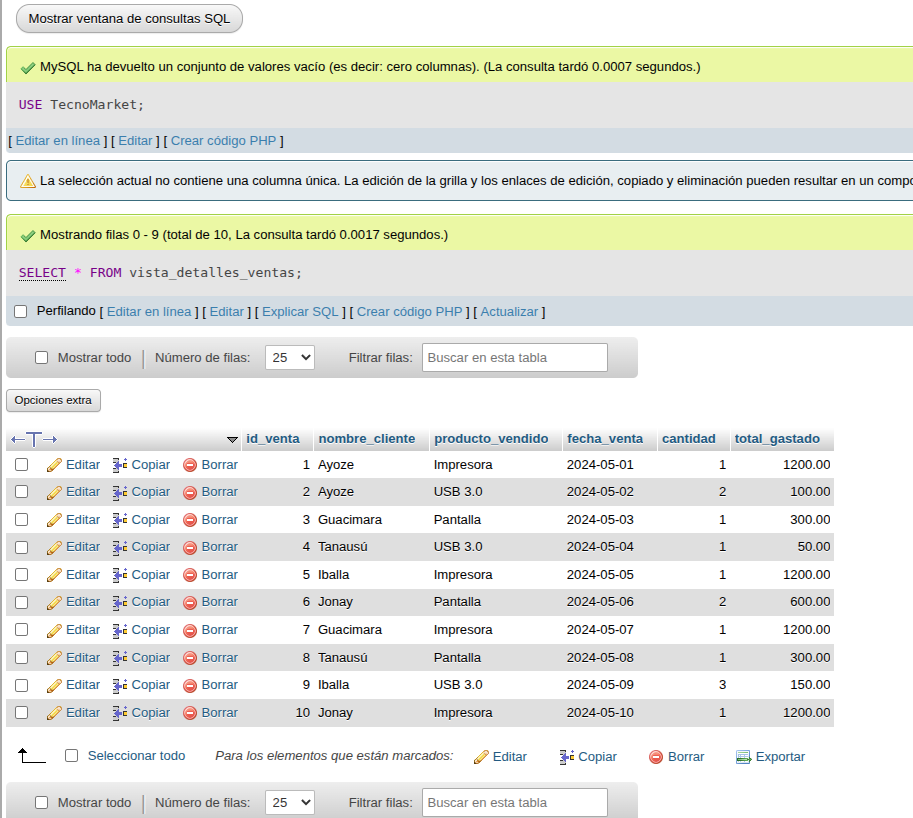 Mostrar ventana de consultas SQL
MySQL ha devuelto un conjunto de valores vacío (es decir: cero columnas). (La consulta tardó 0.0007 segundos.)
USE TecnoMarket;
[ Editar en línea ] [ Editar ] [ Crear código PHP ]
La selección actual no contiene una columna única. La edición de la grilla y los enlaces de edición, copiado y eliminación pueden resultar en un compo
Mostrando filas 0 - 9 (total de 10, La consulta tardó 0.0017 segundos.)
SELECT * FROM vista_detalles_ventas;
Perfilando [ Editar en línea ] [ Editar ] [ Explicar SQL ] [ Crear código PHP ] [ Actualizar ]
Mostrar todo | Número de filas: 25 Filtrar filas: Buscar en esta tabla
Opciones extra
id_venta nombre_cliente producto_vendido fecha_venta cantidad total_gastado
Editar Copiar Borrar 1 Ayoze Impresora 2024-05-01 1 1200.00
Editar Copiar Borrar 2 Ayoze USB 3.0 2024-05-02 2 100.00
Editar Copiar Borrar 3 Guacimara Pantalla 2024-05-03 1 300.00
Editar Copiar Borrar 4 Tanausú USB 3.0 2024-05-04 1 50.00
Editar Copiar Borrar 5 Iballa Impresora 2024-05-05 1 1200.00
Editar Copiar Borrar 6 Jonay Pantalla 2024-05-06 2 600.00
Editar Copiar Borrar 7 Guacimara Impresora 2024-05-07 1 1200.00
Editar Copiar Borrar 8 Tanausú Pantalla 2024-05-08 1 300.00
Editar Copiar Borrar 9 Iballa USB 3.0 2024-05-09 3 150.00
Editar Copiar Borrar 10 Jonay Impresora 2024-05-10 1 1200.00
Seleccionar todo Para los elementos que están marcados: Editar Copiar Borrar Exportar
Mostrar todo | Número de filas: 25 Filtrar filas: Buscar en esta tabla